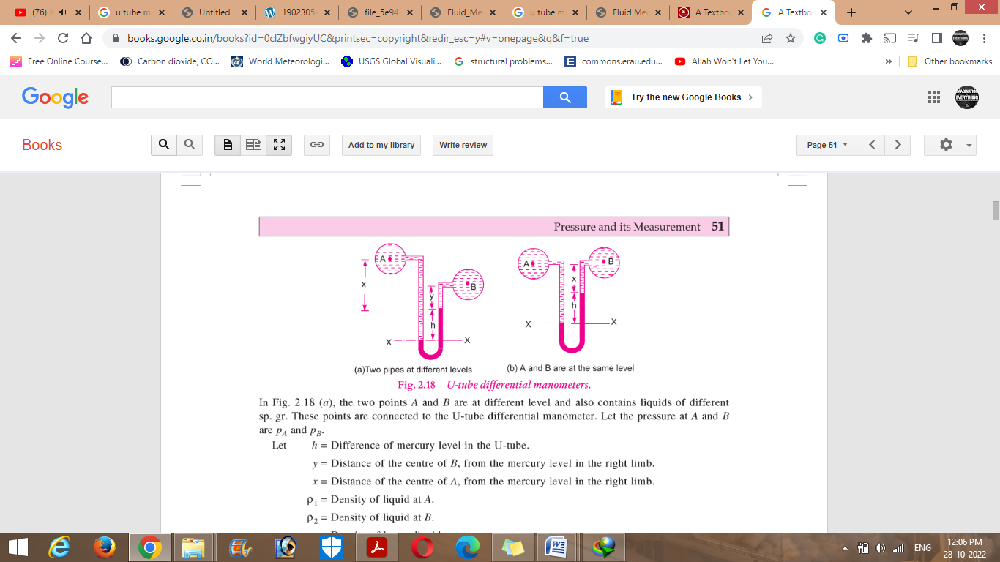 (76)
u tube m
Untitled
1902305
file_5e94
Fluid_Me
u tube m
Fluid Me
A Textbo
A Textbo
books.google.co.in/books?id=0clZbfwgiyUC&printsec=copyright&redir_esc=y#v=onepage&q&f=true
Free Online Course...
Carbon dioxide, CO...
World Meteorologi...
USGS Global Visuali...
structural problems...
commons.erau.edu...
Allah Won't Let You...
»
Other bookmarks
Google
Try the new Google Books
IMAGINATION
EVERYTHING
Books
Add to my library
Write review
Page 51
Pressure and its Measurement 51
A
B
x
y
h
X
X
A
B
x
h
X
X
(a)Two pipes at different levels
(b) A and B are at the same level
Fig. 2.18 U-tube differential manometers.
In Fig. 2.18 (a), the two points A and B are at different level and also contains liquids of different
sp. gr. These points are connected to the U-tube differential manometer. Let the pressure at A and B
are pA and pB.
Let h = Difference of mercury level in the U-tube.
y = Distance of the centre of B, from the mercury level in the right limb.
x = Distance of the centre of A, from the mercury level in the right limb.
ρ1 = Density of liquid at A.
ρ2 = Density of liquid at B.
ENG
12:06 PM
28-10-2022